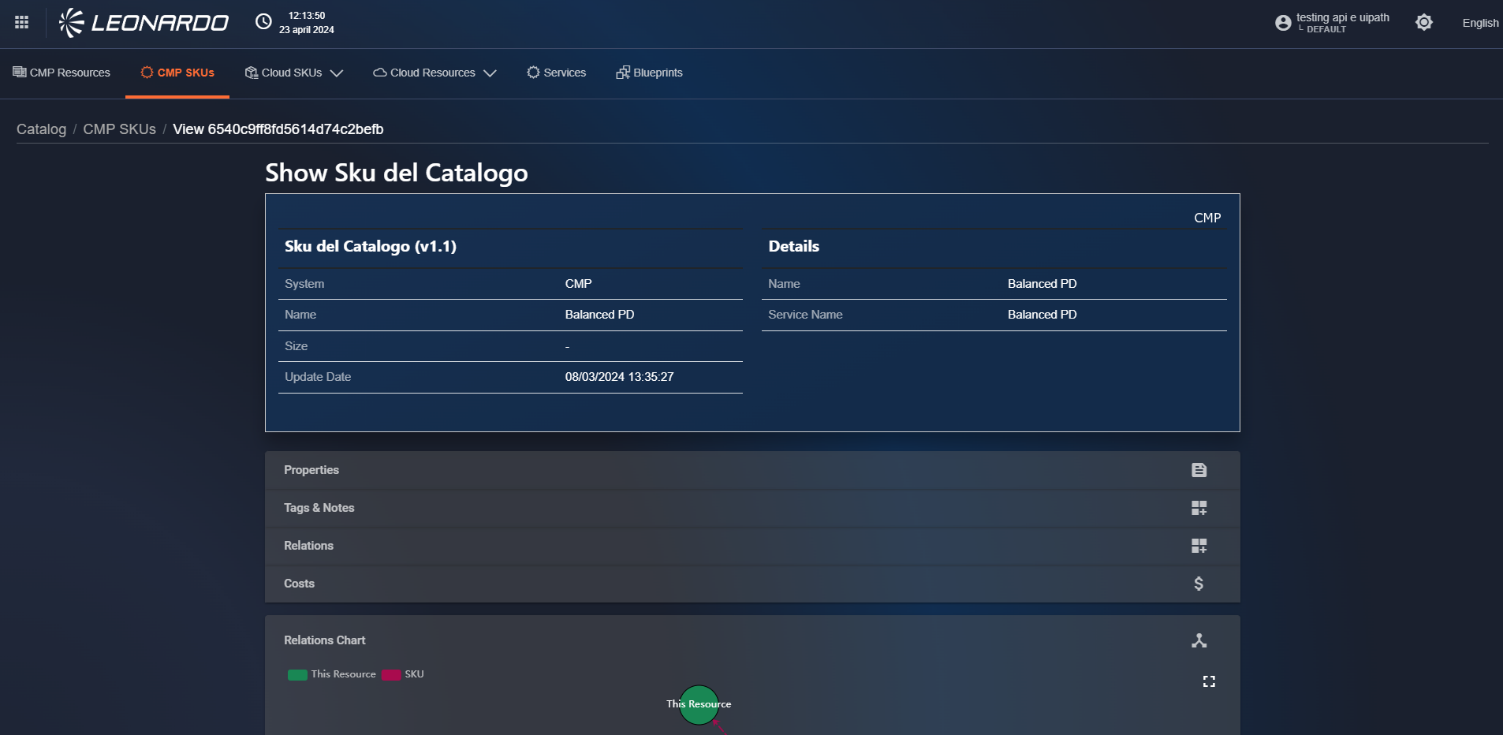 LEONARDO
12:13:50
23 april 2024
testing api e uipath
└ DEFAULT
English
CMP Resources
CMP SKUs
Cloud SKUs
Cloud Resources
Services
Blueprints
Catalog / CMP SKUs / View 6540c9ff8fd5614d74c2befb
Show Sku del Catalogo
CMP
Sku del Catalogo (v1.1)
System CMP
Name Balanced PD
Size -
Update Date 08/03/2024 13:35:27
Details
Name Balanced PD
Service Name Balanced PD
Properties
Tags & Notes
Relations
Costs
$
Relations Chart
This Resource SKU
This Resource